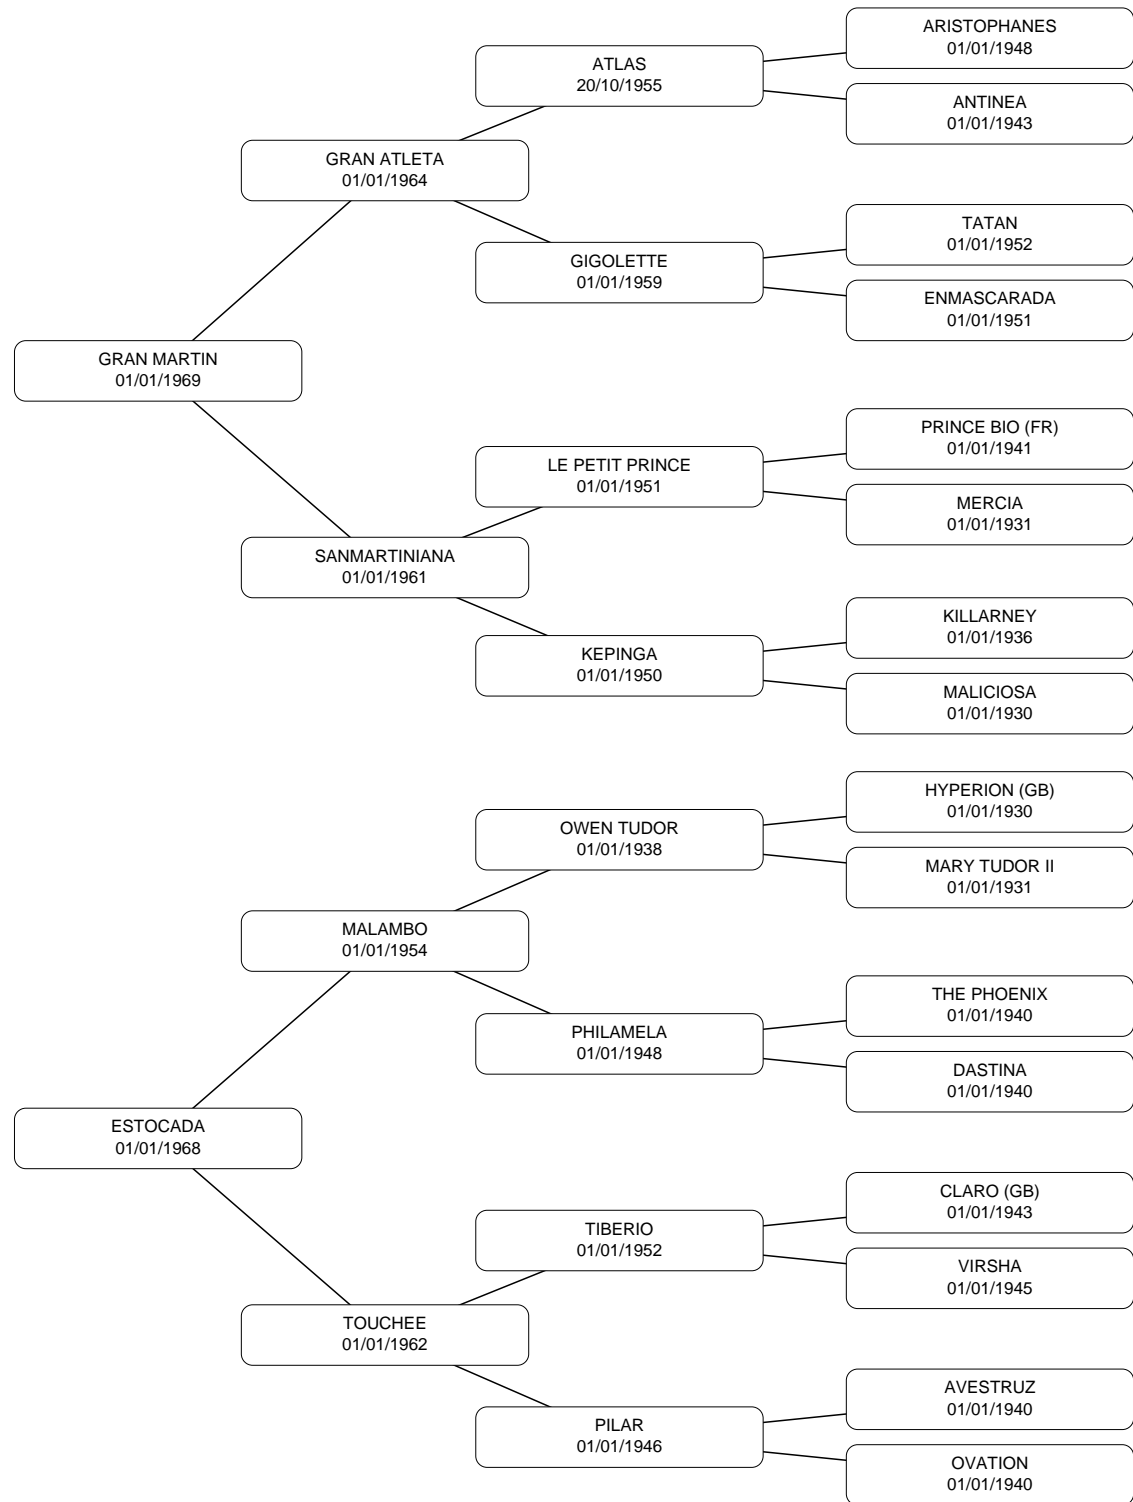 ARISTOPHANES
01/01/1948
ATLAS
20/10/1955
ANTINEA
01/01/1943
GRAN ATLETA
01/01/1964
TATAN
01/01/1952
GIGOLETTE
01/01/1959
ENMASCARADA
01/01/1951
GRAN MARTIN
01/01/1969
PRINCE BIO (FR)
01/01/1941
LE PETIT PRINCE
01/01/1951
MERCIA
01/01/1931
SANMARTINIANA
01/01/1961
KILLARNEY
01/01/1936
KEPINGA
01/01/1950
MALICIOSA
01/01/1930
HYPERION (GB)
01/01/1930
OWEN TUDOR
01/01/1938
MARY TUDOR II
01/01/1931
MALAMBO
01/01/1954
THE PHOENIX
01/01/1940
PHILAMELA
01/01/1948
DASTINA
01/01/1940
ESTOCADA
01/01/1968
CLARO (GB)
01/01/1943
TIBERIO
01/01/1952
VIRSHA
01/01/1945
TOUCHEE
01/01/1962
AVESTRUZ
01/01/1940
PILAR
01/01/1946
OVATION
01/01/1940